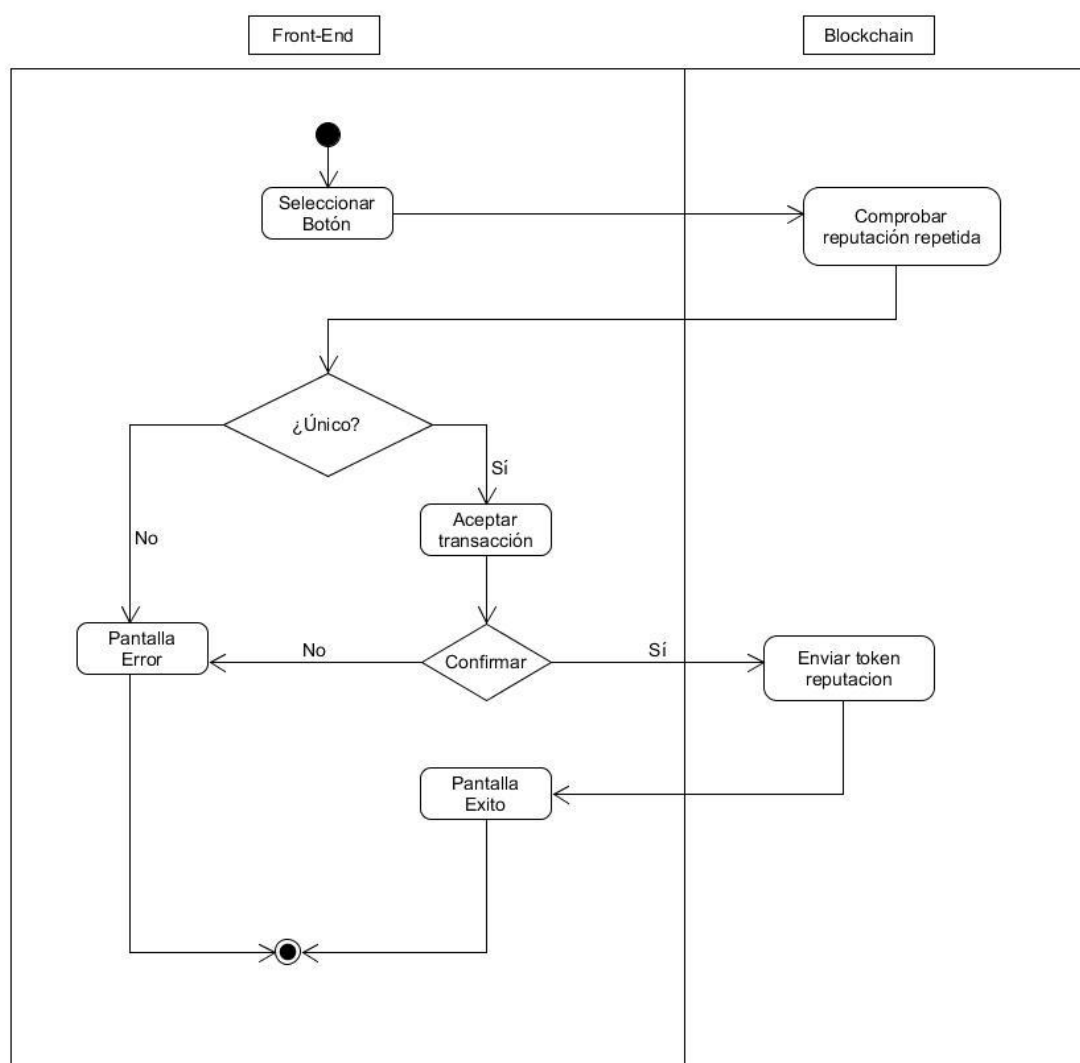 Front-End
Blockchain
Seleccionar
Botón
Comprobar
reputación repetida
¿Único?
Sí
Aceptar
transacción
No
Pantalla
Error
No
Confirmar
Sí
Enviar token
reputacion
Pantalla
Exito